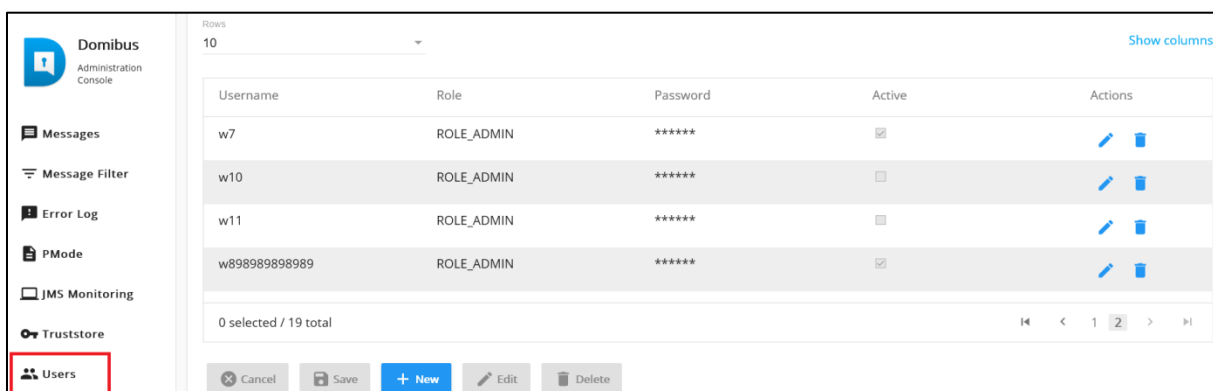 Domibus
Administration
Console
Messages
Message Filter
Error Log
PMode
JMS Monitoring
Truststore
Users
Rows
10
Show columns
Username Role Password Active Actions
w7 ROLE_ADMIN ******
w10 ROLE_ADMIN ******
w11 ROLE_ADMIN ******
w898989898989 ROLE_ADMIN ******
0 selected / 19 total 1 2
Cancel Save + New Edit Delete